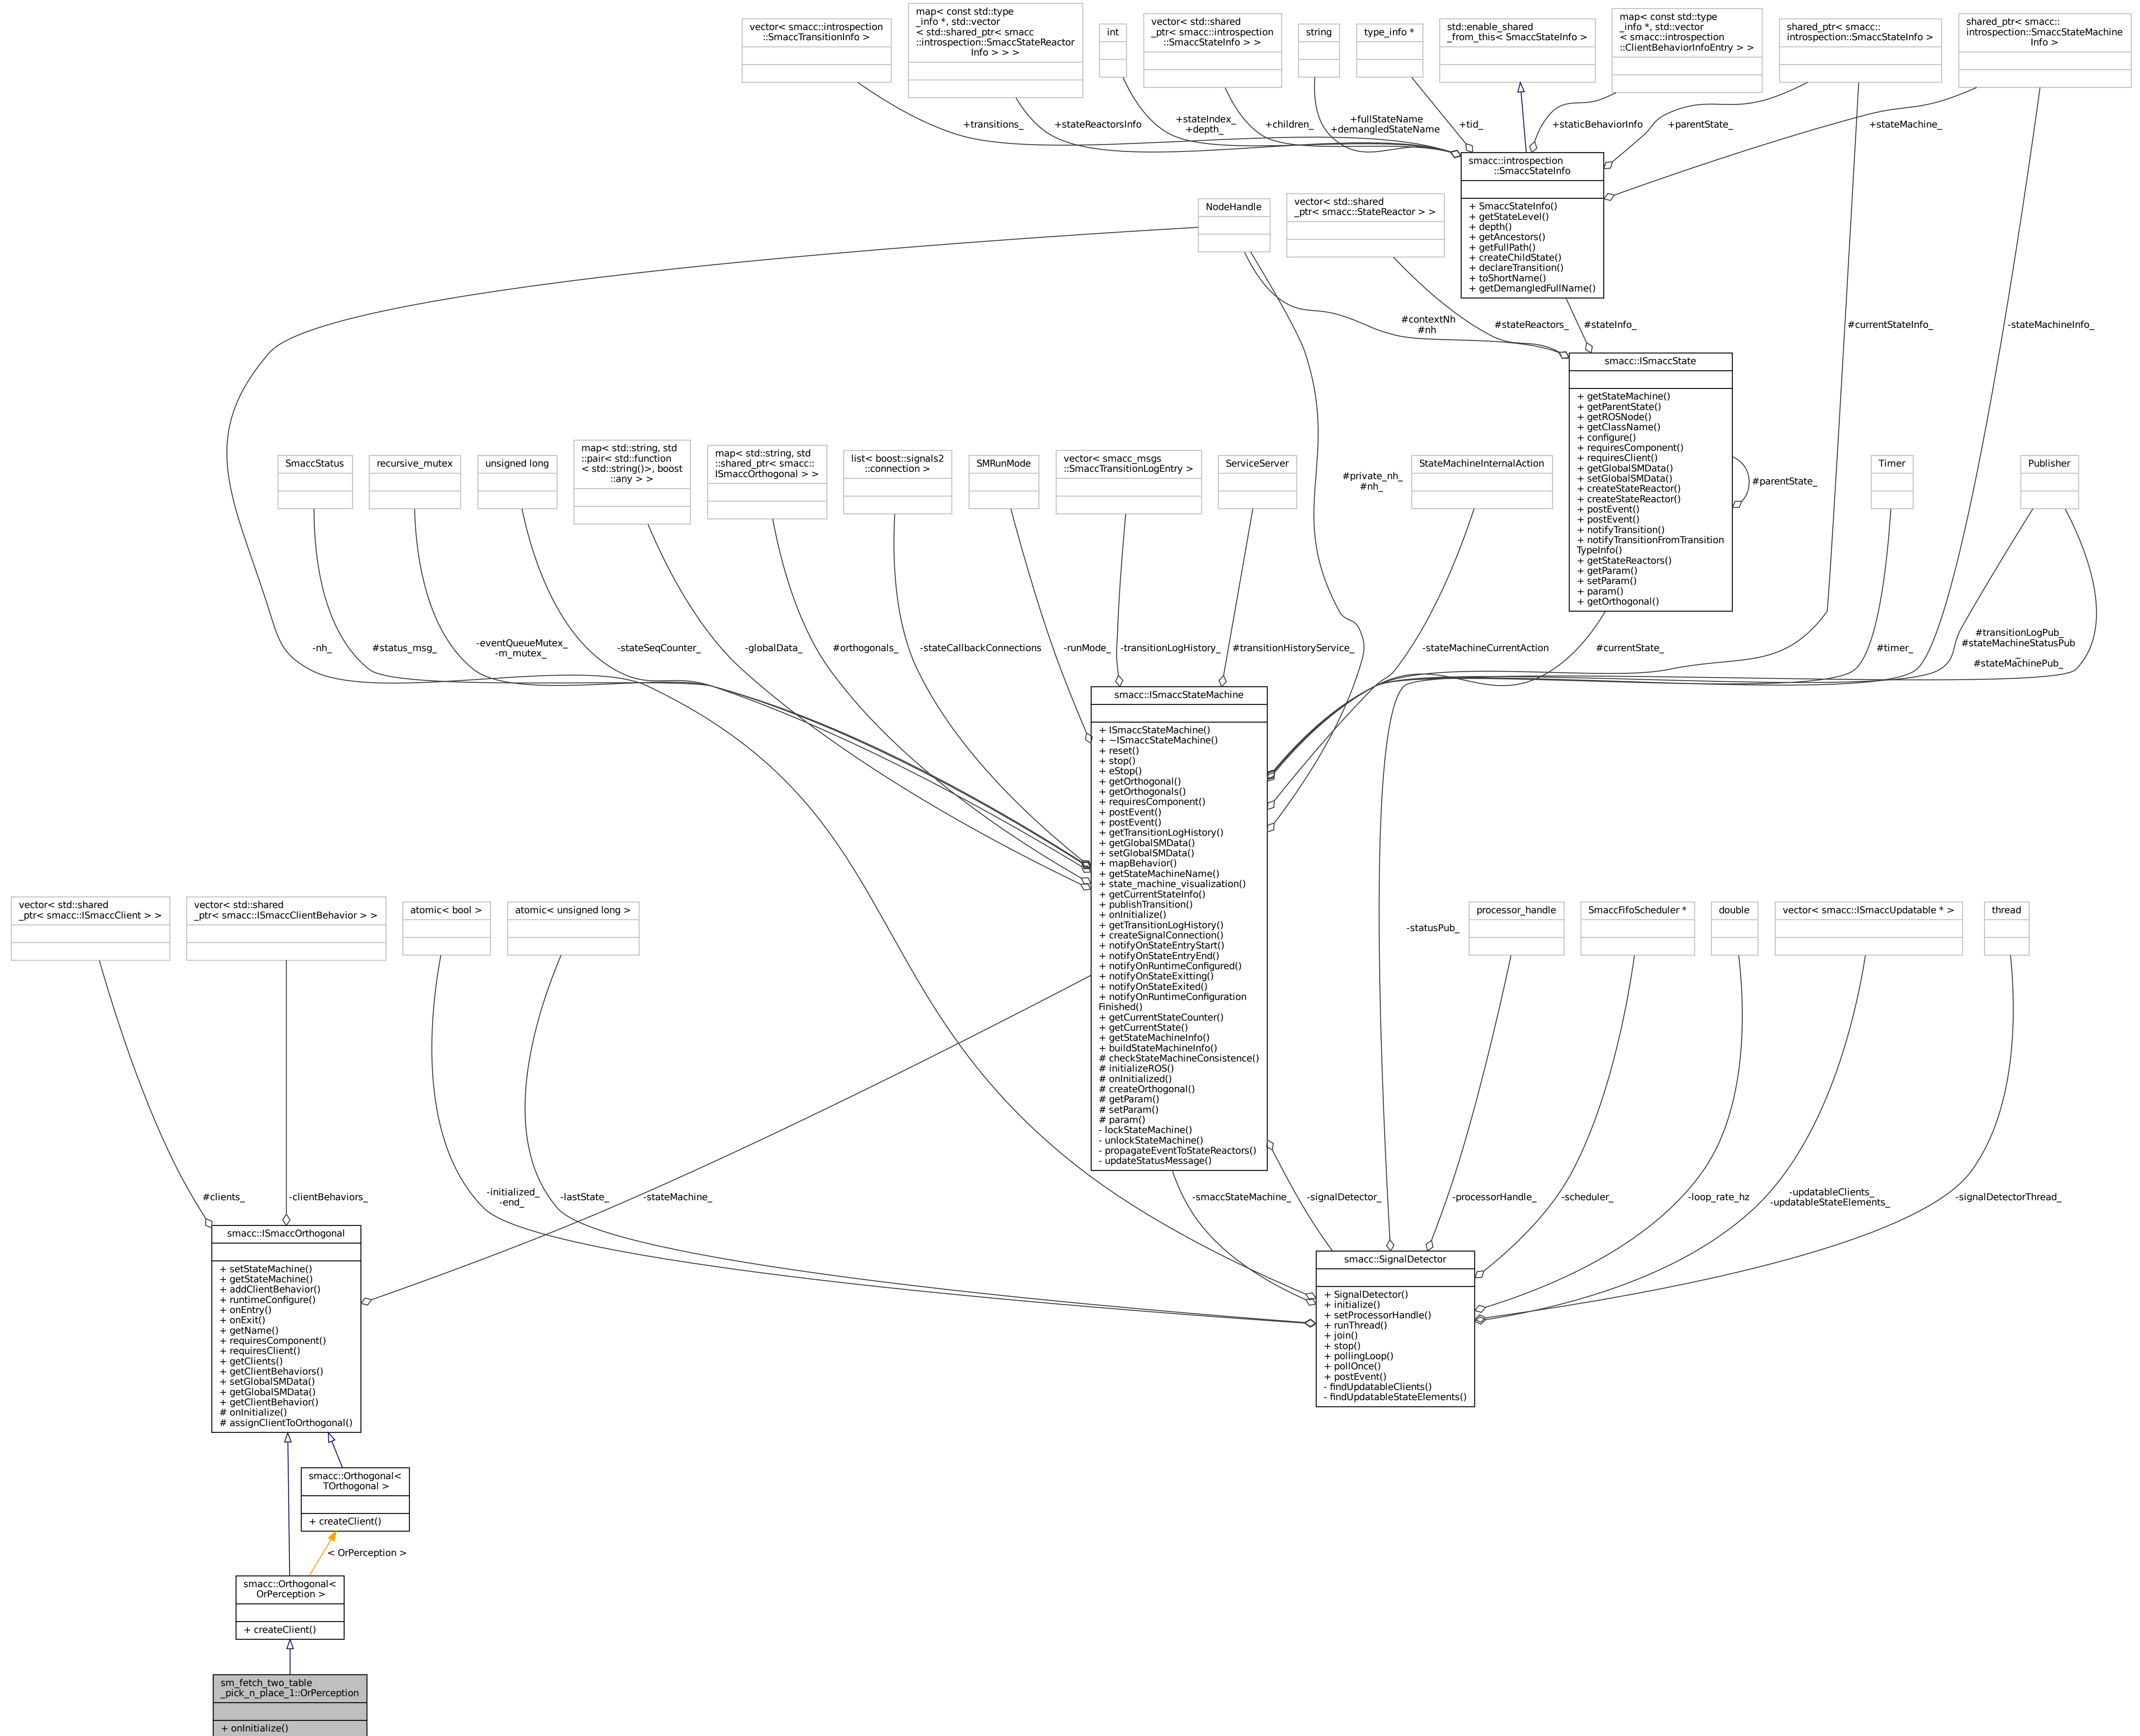 vector< smacc::introspection
::SmaccTransitionInfo >
map< const std::type
_info *, std::vector
< std::shared_ptr< smacc
::introspection::SmaccStateReactor
Info > > >
int
vector< std::shared
_ptr< smacc::introspection
::SmaccStateInfo > >
string
type_info *
std::enable_shared
_from_this< SmaccStateInfo >
map< const std::type
_info *, std::vector
< smacc::introspection
::ClientBehaviorInfoEntry > >
shared_ptr< smacc::
introspection::SmaccStateInfo >
shared_ptr< smacc::
introspection::SmaccStateMachine
Info >
+transitions_
+stateReactorsInfo
+stateIndex_
+depth_
+children_
+fullStateName
+demangledStateName
+tid_
+staticBehaviorInfo
+parentState_
+stateMachine_
smacc::introspection
::SmaccStateInfo
+ SmaccStateInfo()
+ getStateLevel()
+ depth()
+ getAncestors()
+ getFullPath()
+ createChildState()
+ declareTransition()
+ toShortName()
+ getDemangledFullName()
NodeHandle
vector< std::shared
_ptr< smacc::StateReactor > >
#contextNh
#nh
#stateReactors_
#stateInfo_
#currentStateInfo_
-stateMachineInfo_
smacc::ISmaccState
+ getStateMachine()
+ getParentState()
+ getROSNode()
+ getClassName()
+ configure()
+ requiresComponent()
+ requiresClient()
+ getGlobalSMData()
+ setGlobalSMData()
+ createStateReactor()
+ createStateReactor()
+ postEvent()
+ postEvent()
+ notifyTransition()
+ notifyTransitionFromTransition
TypeInfo()
+ getStateReactors()
+ getParam()
+ setParam()
+ param()
+ getOrthogonal()
#parentState_
SmaccStatus
recursive_mutex
unsigned long
map< std::string, std
::pair< std::function
< std::string()>, boost
::any > >
map< std::string, std
::shared_ptr< smacc::
ISmaccOrthogonal > >
list< boost::signals2
::connection >
SMRunMode
vector< smacc_msgs
::SmaccTransitionLogEntry >
ServiceServer
#private_nh_
#nh_
StateMachineInternalAction
Timer
Publisher
-nh_
#status_msg_
-eventQueueMutex_
-m_mutex_
-stateSeqCounter_
-globalData_
#orthogonals_
-stateCallbackConnections
-runMode_
-transitionLogHistory_
#transitionHistoryService_
-stateMachineCurrentAction
#currentState_
#timer_
#transitionLogPub_
#stateMachineStatusPub
_
#stateMachinePub_
smacc::ISmaccStateMachine
+ ISmaccStateMachine()
+ ~ISmaccStateMachine()
+ reset()
+ stop()
+ eStop()
+ getOrthogonal()
+ getOrthogonals()
+ requiresComponent()
+ postEvent()
+ postEvent()
+ getTransitionLogHistory()
+ getGlobalSMData()
+ setGlobalSMData()
+ mapBehavior()
+ getStateMachineName()
+ state_machine_visualization()
+ getCurrentStateInfo()
+ publishTransition()
+ onInitialize()
+ getTransitionLogHistory()
+ createSignalConnection()
+ notifyOnStateEntryStart()
+ notifyOnStateEntryEnd()
+ notifyOnRuntimeConfigured()
+ notifyOnStateExitting()
+ notifyOnStateExited()
+ notifyOnRuntimeConfiguration
Finished()
+ getCurrentStateCounter()
+ getCurrentState()
+ getStateMachineInfo()
+ buildStateMachineInfo()
# checkStateMachineConsistence()
# initializeROS()
# onInitialized()
# createOrthogonal()
# getParam()
# setParam()
# param()
- lockStateMachine()
- unlockStateMachine()
- propagateEventToStateReactors()
- updateStatusMessage()
vector< std::shared
_ptr< smacc::ISmaccClient > >
vector< std::shared
_ptr< smacc::ISmaccClientBehavior > >
atomic< bool >
atomic< unsigned long >
-statusPub_
processor_handle
SmaccFifoScheduler *
double
vector< smacc::ISmaccUpdatable * >
thread
#clients_
-clientBehaviors_
-initialized_
-end_
-lastState_
-stateMachine_
-smaccStateMachine_
-signalDetector_
-processorHandle_
-scheduler_
-loop_rate_hz
-updatableClients_
-updatableStateElements_
-signalDetectorThread_
smacc::ISmaccOrthogonal
+ setStateMachine()
+ getStateMachine()
+ addClientBehavior()
+ runtimeConfigure()
+ onEntry()
+ onExit()
+ getName()
+ requiresComponent()
+ requiresClient()
+ getClients()
+ getClientBehaviors()
+ setGlobalSMData()
+ getGlobalSMData()
+ getClientBehavior()
# onInitialize()
# assignClientToOrthogonal()
smacc::SignalDetector
+ SignalDetector()
+ initialize()
+ setProcessorHandle()
+ runThread()
+ join()
+ stop()
+ pollingLoop()
+ pollOnce()
+ postEvent()
- findUpdatableClients()
- findUpdatableStateElements()
smacc::Orthogonal<
TOrthogonal >
+ createClient()
< OrPerception >
smacc::Orthogonal<
OrPerception >
+ createClient()
sm_fetch_two_table
_pick_n_place_1::OrPerception
+ onInitialize()